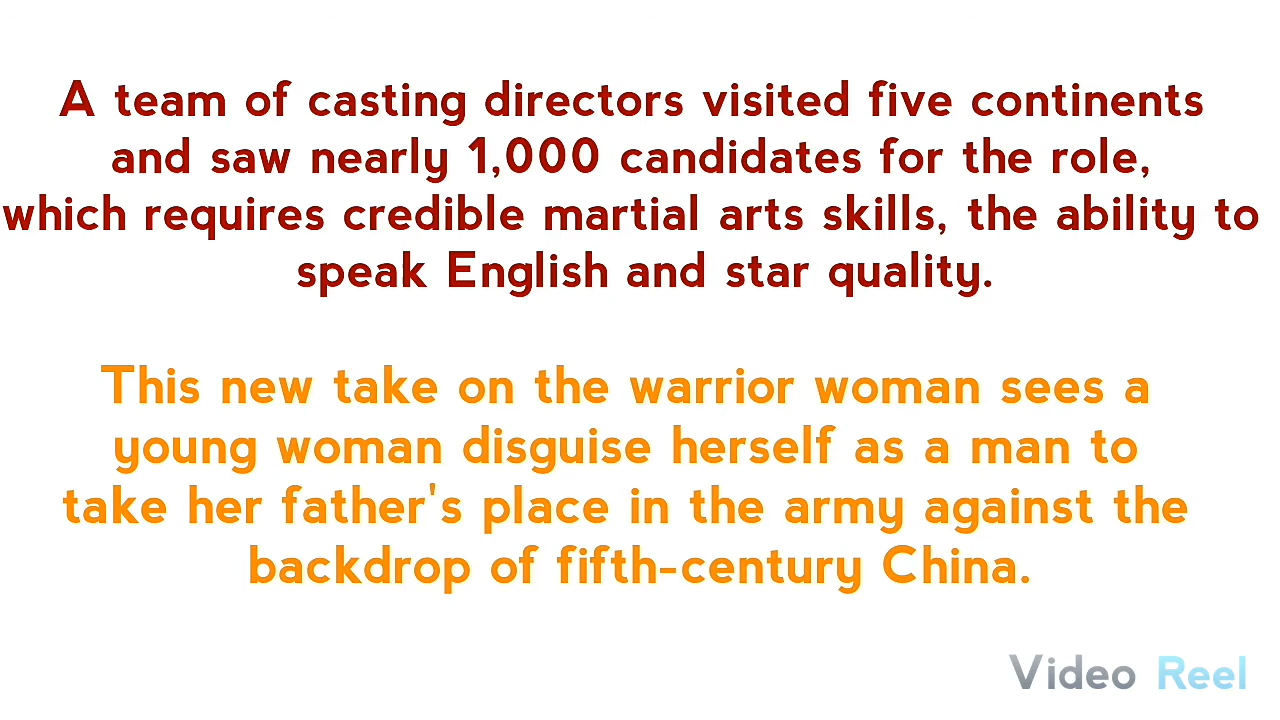 A team of casting directors visited five continents
and saw nearly 1,000 candidates for the role,
which requires credible martial arts skills, the ability to
speak English and star quality.
This new take on the warrior woman sees a
young woman disguise herself as a man to
take her father's place in the army against the
backdrop of fifth-century China.
Video Reel